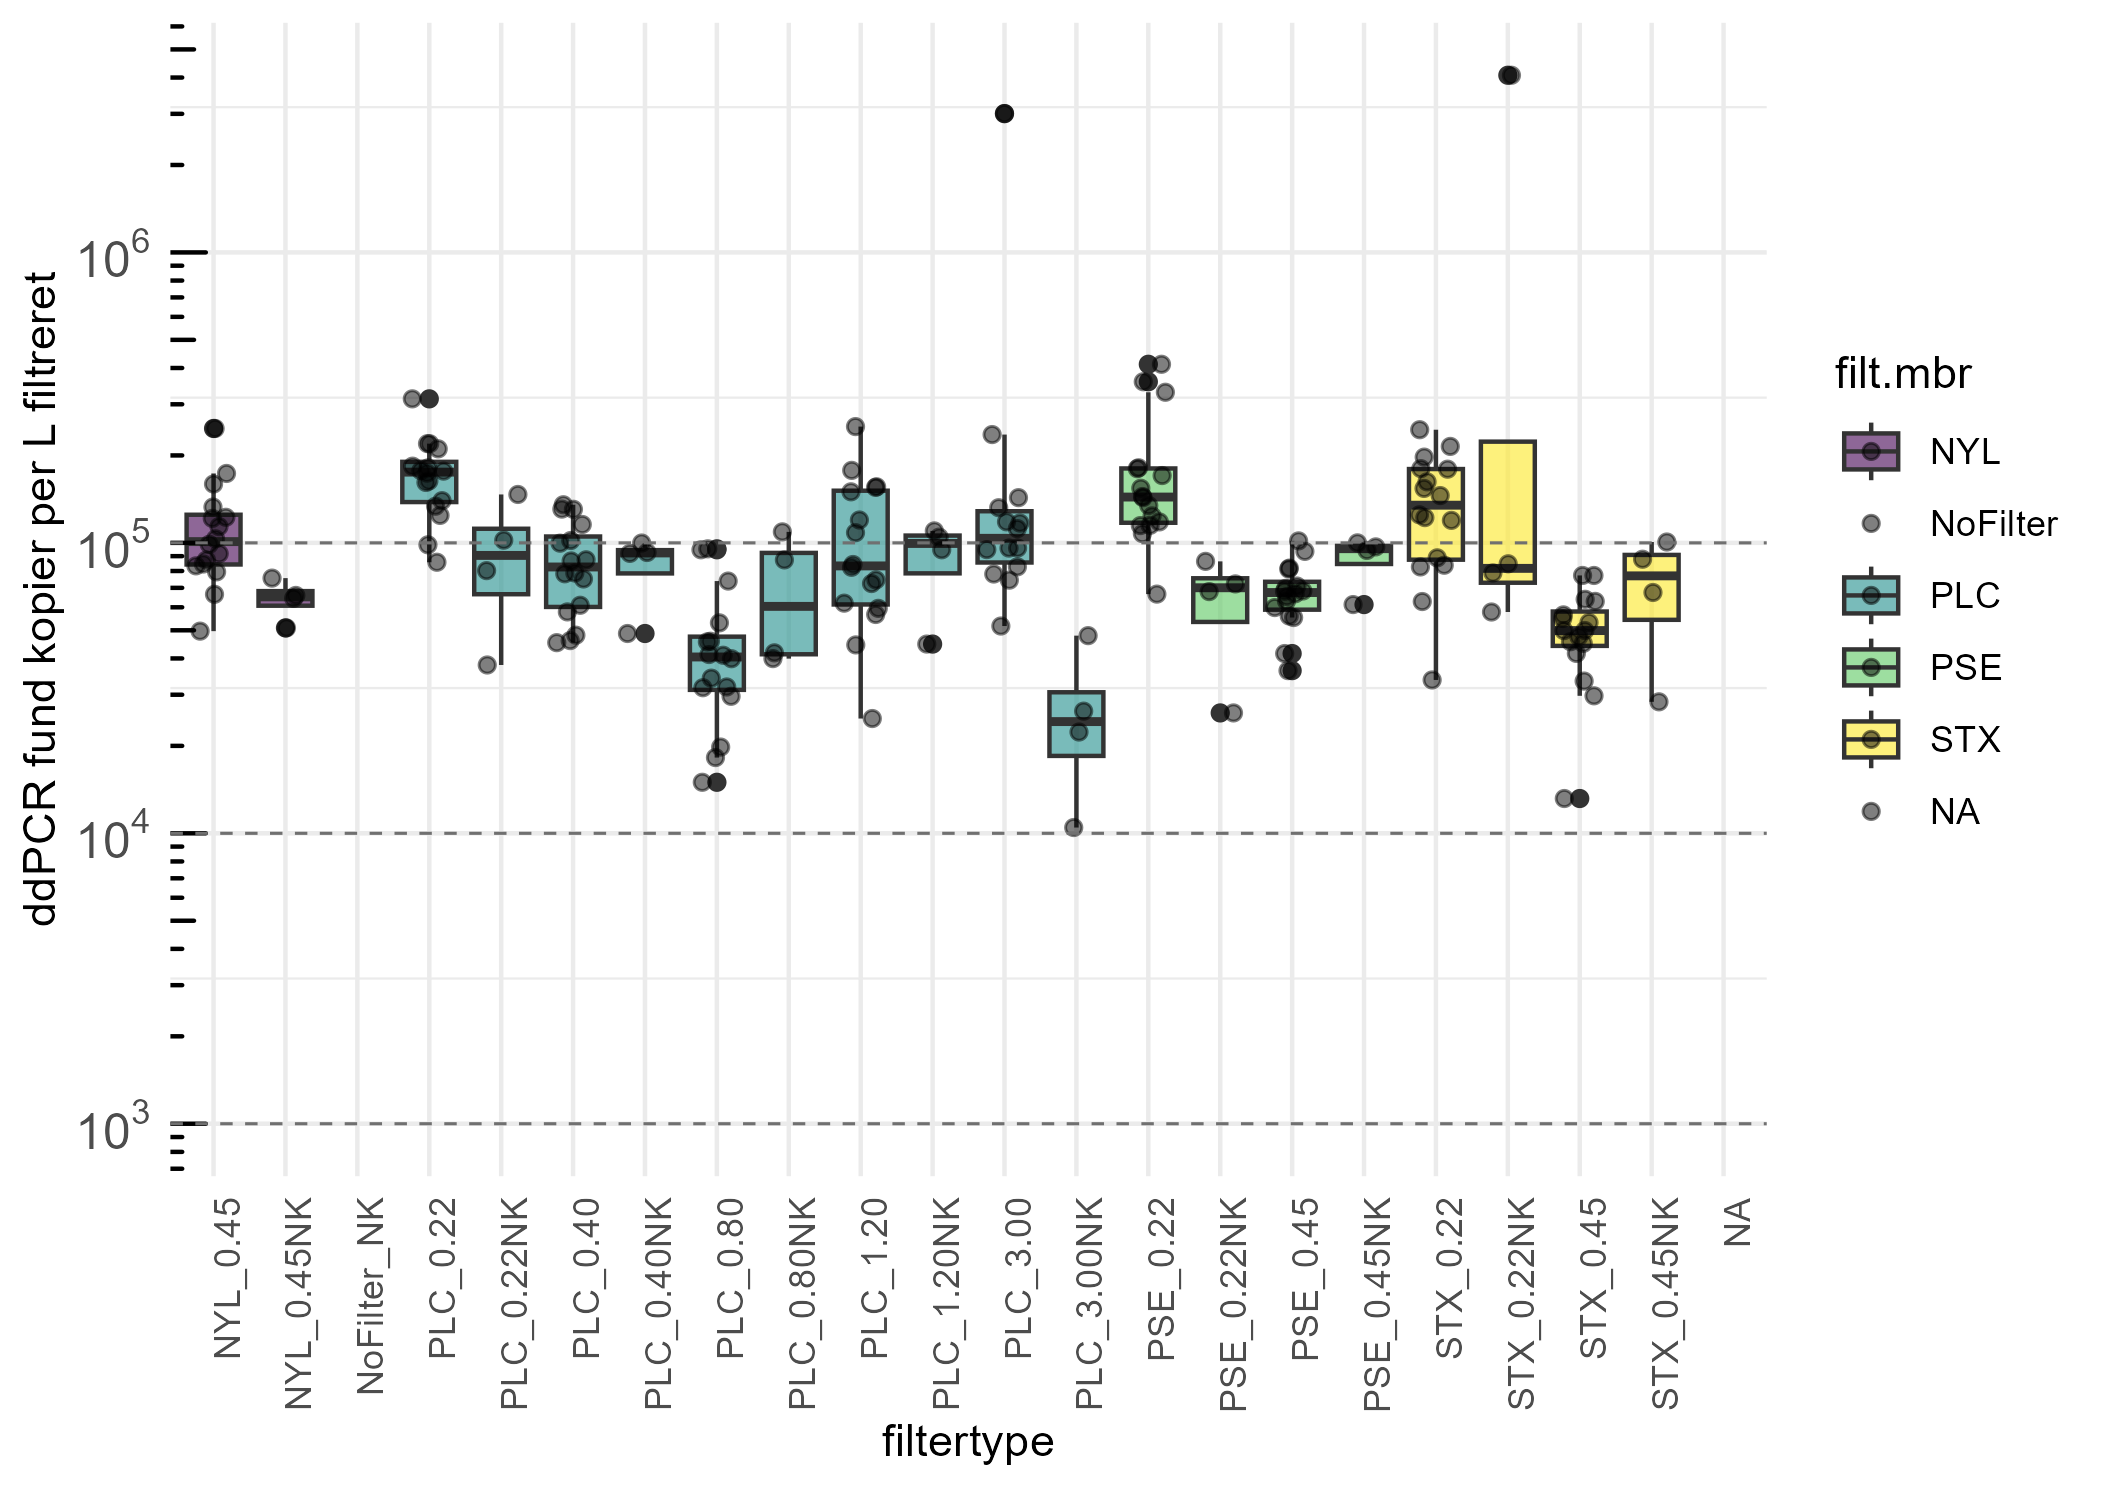 ddPCR fund kopier per L filtreret
10^6
10^5
10^4
10^3
NYL_0.45
NYL_0.45NK
NoFilter_NK
PLC_0.22
PLC_0.22NK
PLC_0.40
PLC_0.40NK
PLC_0.80
PLC_0.80NK
PLC_1.20
PLC_1.20NK
PLC_3.00
PLC_3.00NK
PSE_0.22
PSE_0.22NK
PSE_0.45
PSE_0.45NK
STX_0.22
STX_0.22NK
STX_0.45
STX_0.45NK
NA
filtertype
filt.mbr
NYL
NoFilter
PLC
PSE
STX
NA